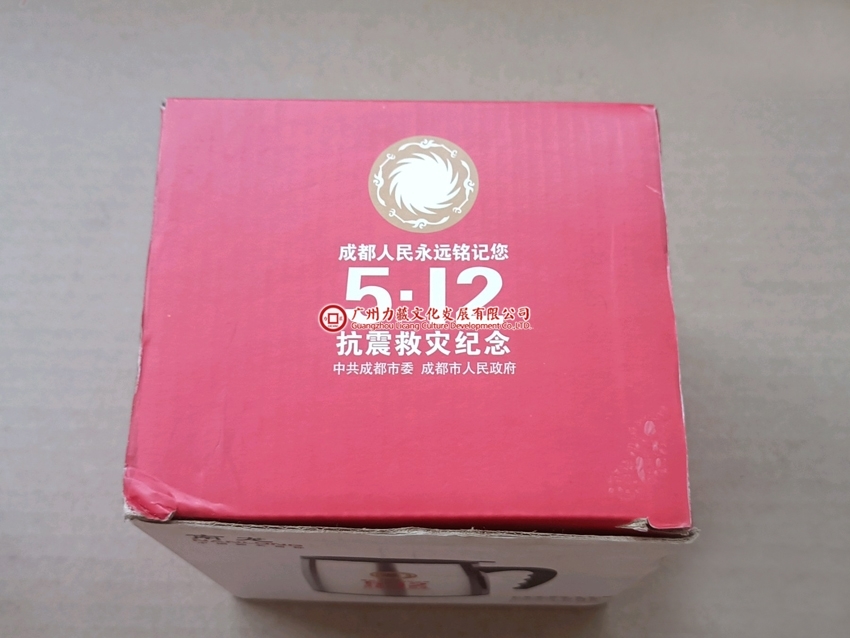 成都人民永远铭记您
5·12
广州力藏文化发展有限公司
Guangzhou Licang Culture Development Co.,LTD.
抗震救灾纪念
中共成都市委 成都市人民政府